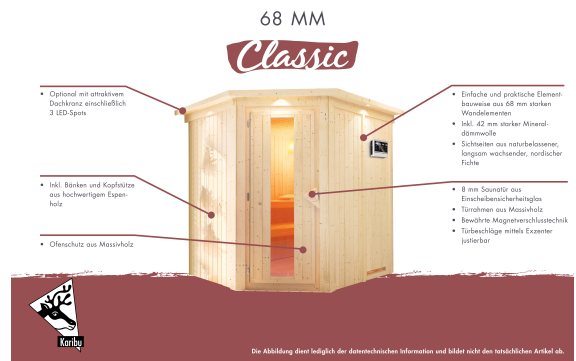 68 MM
Classic
• Optional mit attraktivem
Dachkranz einschließlich
3 LED-Spots
• Inkl. Bänken und Kopfstütze
aus hochwertigem Espen-
holz
• Ofenschutz aus Massivholz
• Einfache und praktische Element-
bauweise aus 68 mm starken
Wandelementen
• Inkl. 42 mm starker Mineral-
dämmwolle
• Sichtseiten aus naturbelassener,
langsam wachsender, nordischer
Fichte
• 8 mm Saunatür aus
Einscheibensicherheitsglas
• Türrahmen aus Massivholz
• Bewährte Magnetverschlusstechnik
• Türbeschläge mittels Exzenter
justierbar
Karibu
Die Abbildung dient lediglich der datentechnischen Information und bildet nicht den tatsächlichen Artikel ab.